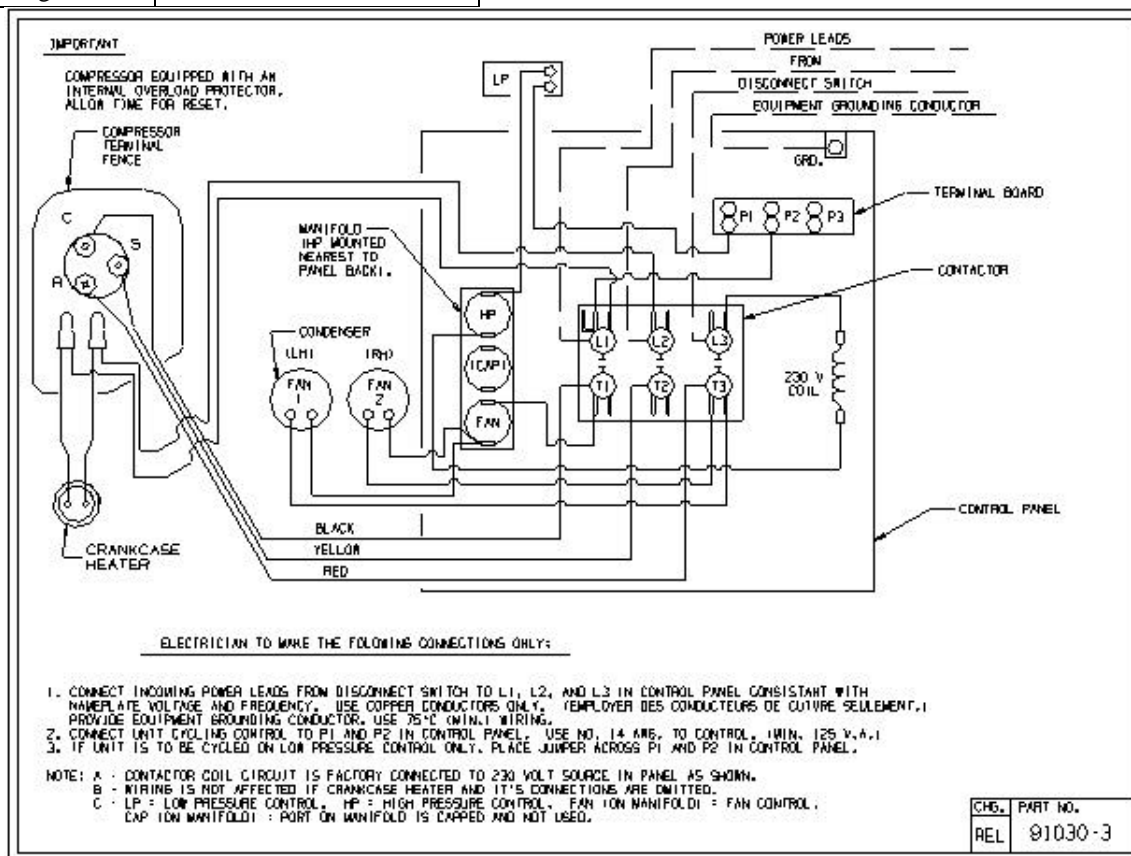 IMPORTANT
COMPRESSOR EQUIPPED WITH AN
INTERNAL OVERLOAD PROTECTOR.
ALLOW TIME FOR RESET.
COMPRESSOR
TERMINAL
FENCE
C
S
R
LP
POWER LEADS
FROM
DISCONNECT SWITCH
EQUIPMENT GROUNDING CONDUCTOR
GRD.
P1 P2 P3
TERMINAL BOARD
MANIFOLD
(HP MOUNTED
NEAREST TO
PANEL BACK).
CONTACTOR
HP
(CAP)
FAN
CONDENSER
(LH) (RH)
FAN
1
FAN
2
L1 L2 L3
T1 T2 T3
230 V
COIL
CONTROL PANEL
BLACK
YELLOW
RED
CRANKCASE
HEATER
ELECTRICIAN TO MAKE THE FOLOWING CONNECTIONS ONLY:
1. CONNECT INCOMING POWER LEADS FROM DISCONNECT SWITCH TO L1, L2, AND L3 IN CONTROL PANEL CONSISTANT WITH
NAMEPLATE VOLTAGE AND FREQUENCY. USE COPPER CONDUCTORS ONLY. (EMPLOYER DES CONDUCTEURS DE CUIVRE SEULEMENT.)
PROVIDE EQUIPMENT GROUNDING CONDUCTOR. USE 75°C (MIN.) WIRING.
2. CONNECT UNIT CYCLING CONTROL TO P1 AND P2 IN CONTROL PANEL. USE NO. 14 AWG. TO CONTROL. (MIN. 125 V.A.)
3. IF UNIT IS TO BE CYCLED ON LOW PRESSURE CONTROL ONLY. PLACE JUMPER ACROSS P1 AND P2 IN CONTROL PANEL.
NOTE: A - CONTACTOR COIL CIRCUIT IS FACTORY CONNECTED TO 230 VOLT SOURCE IN PANEL AS SHOWN.
B - WIRING IS NOT AFFECTED IF CRANKCASE HEATER AND IT'S CONNECTIONS ARE OMITTED.
C - LP = LOW PRESSURE CONTROL. HP = HIGH PRESSURE CONTROL. FAN (ON MANIFOLD) = FAN CONTROL.
CAP (ON MANIFOLD) = PORT ON MANIFOLD IS CAPPED AND NOT USED.
CHG. PART NO.
REL 91030-3